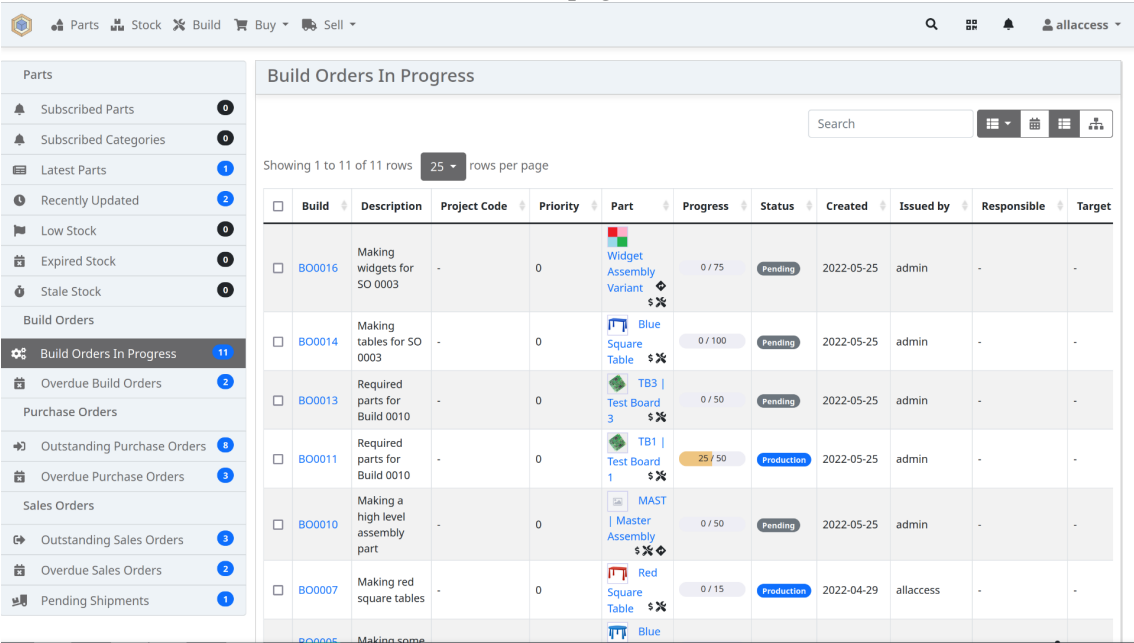 Parts Stock Build Buy Sell allaccess
Parts
Subscribed Parts 0
Subscribed Categories 0
Latest Parts 1
Recently Updated 2
Low Stock 0
Expired Stock 0
Stale Stock 0
Build Orders
Build Orders In Progress 11
Overdue Build Orders 2
Purchase Orders
Outstanding Purchase Orders 8
Overdue Purchase Orders 3
Sales Orders
Outstanding Sales Orders 3
Overdue Sales Orders 2
Pending Shipments 1
Build Orders In Progress
Search
Showing 1 to 11 of 11 rows 25 rows per page
Build Description Project Code Priority Part Progress Status Created Issued by Responsible Target
BO0016
Making
widgets for
SO 0003
-
0
Widget
Assembly
Variant
$
0 / 75
Pending
2022-05-25
admin
-
-
BO0014
Making
tables for SO
0003
-
0
Blue
Square
Table $
0 / 100
Pending
2022-05-25
admin
-
-
BO0013
Required
parts for
Build 0010
-
0
TB3 |
Test Board
3 $
0 / 50
Pending
2022-05-25
admin
-
-
BO0011
Required
parts for
Build 0010
-
0
TB1 |
Test Board
1 $
25 / 50
Production
2022-05-25
admin
-
-
BO0010
Making a
high level
assembly
part
-
0
MAST
| Master
Assembly
$
0 / 50
Pending
2022-05-25
admin
-
-
BO0007
Making red
square tables
-
0
Red
Square
Table $
0 / 15
Production
2022-04-29
allaccess
-
-
BO0005
Making some
Blue